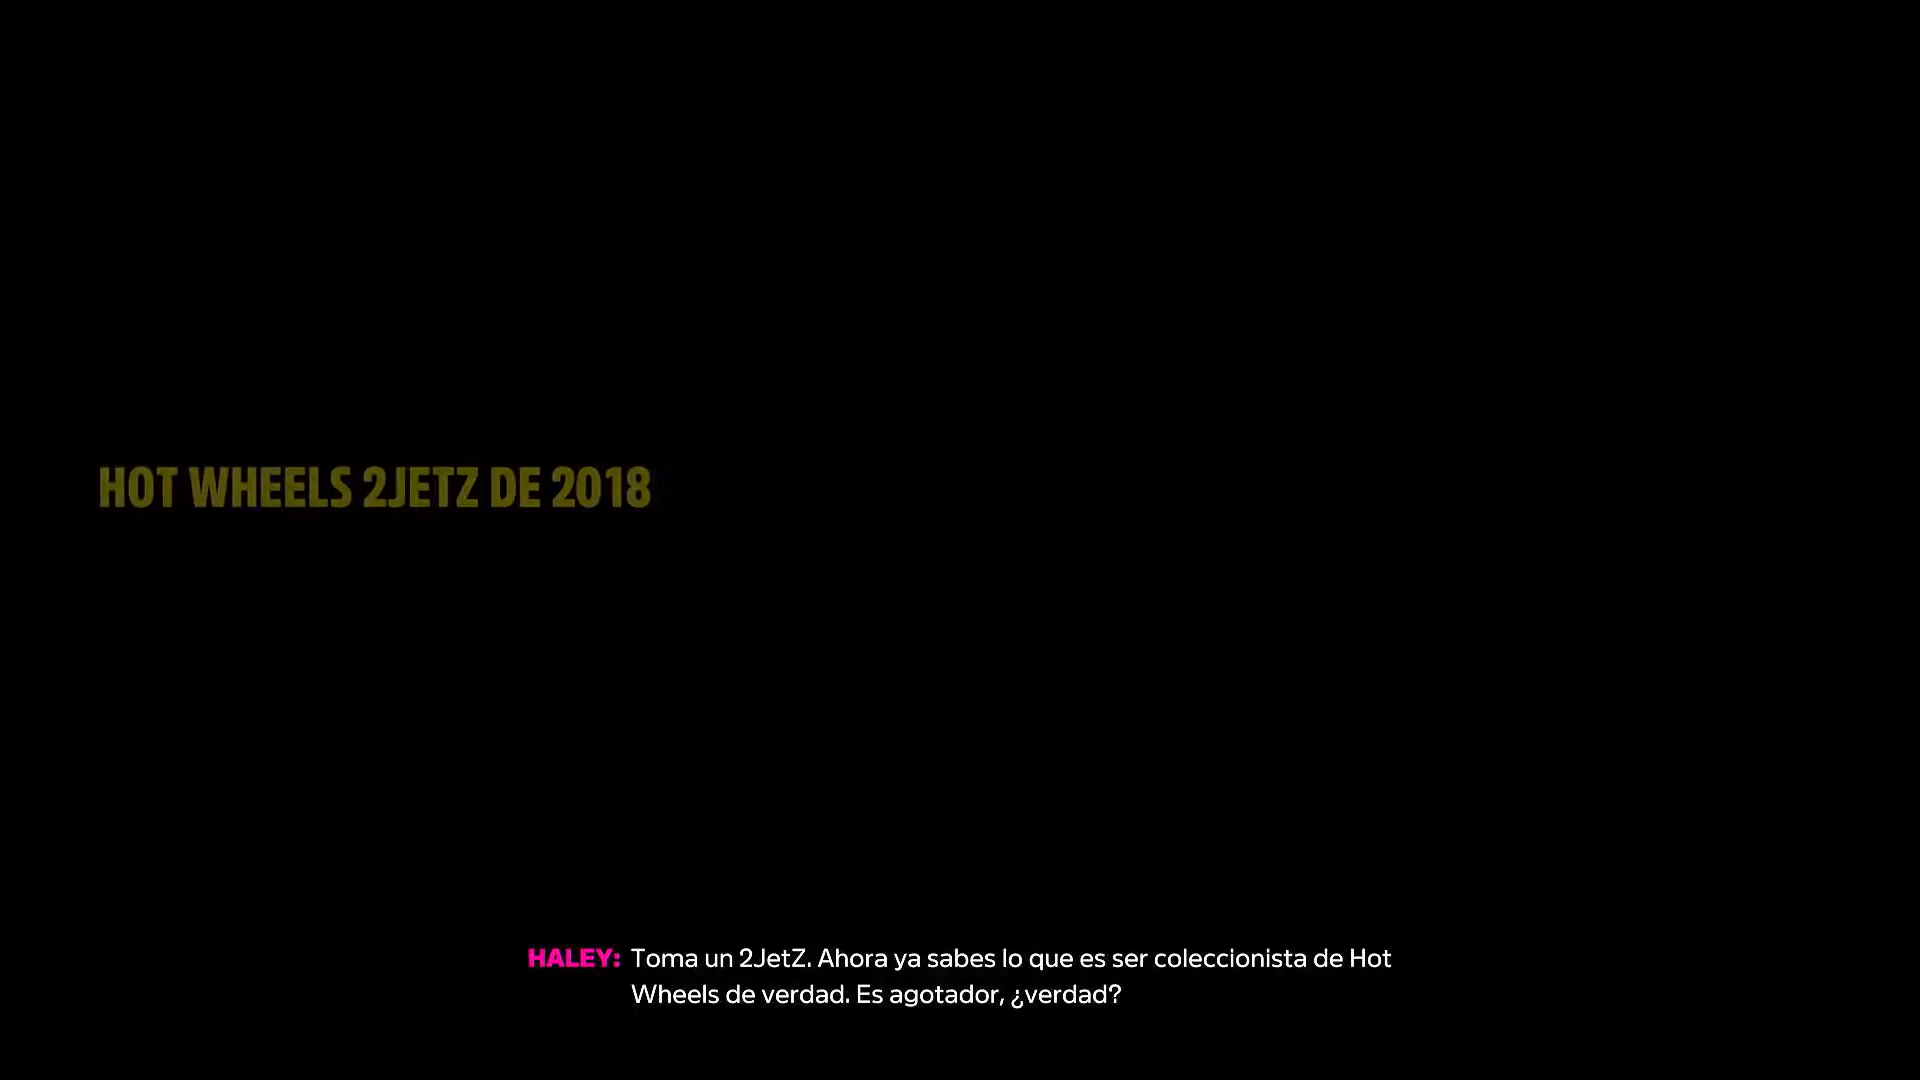 HOT WHEELS 2JETZ DE 2018
HALEY: Toma un 2JetZ. Ahora ya sabes lo que es ser coleccionista de Hot
Wheels de verdad. Es agotador, ¿verdad?